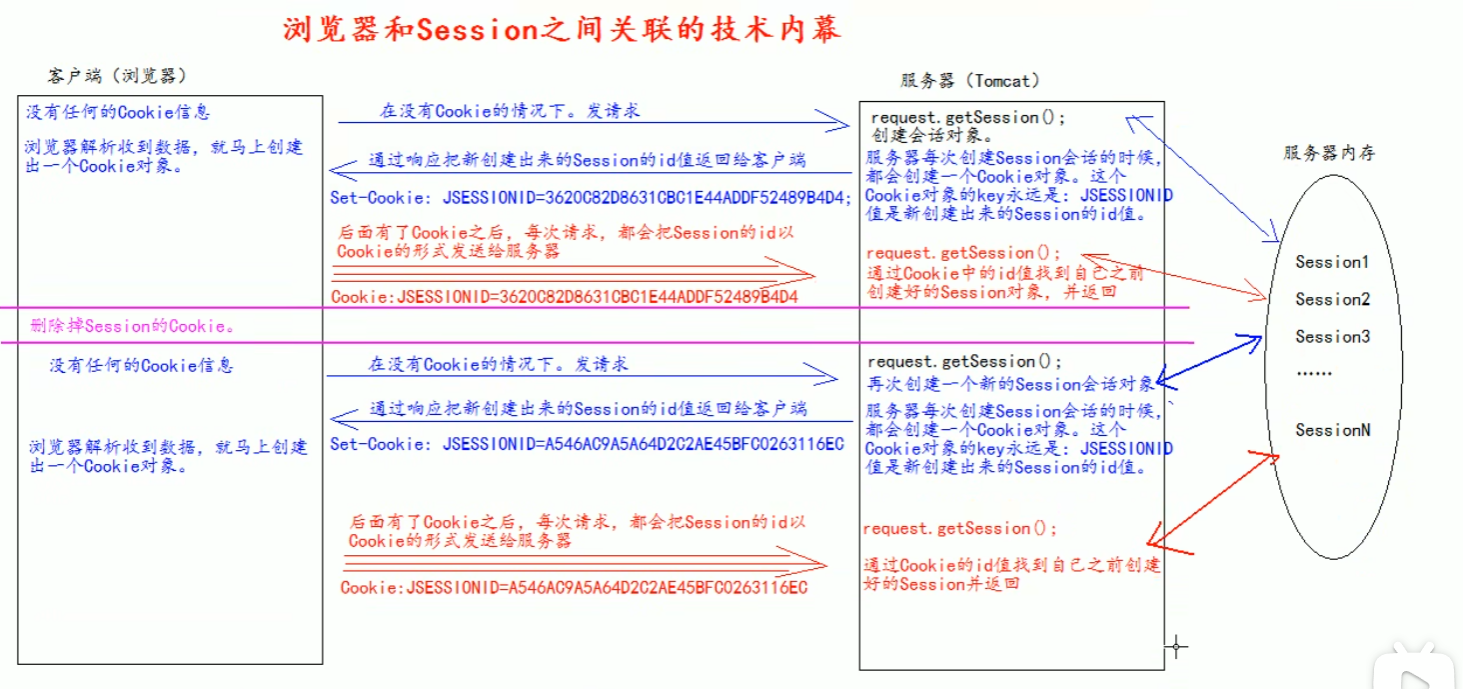 浏览器和Session之间关联的技术内幕
客户端（浏览器）
服务器（Tomcat）
没有任何的Cookie信息
浏览器解析收到数据，就马上创建
出一个Cookie对象。
在没有Cookie的情况下。发请求
通过响应把新创建出来的Session的id值返回给客户端
Set-Cookie: JSESSIONID=3620C82D8631CBC1E44ADDF52489B4D4;
后面有了Cookie之后，每次请求，都会把Session的id以
Cookie的形式发送给服务器
Cookie:JSESSIONID=3620C82D8631CBC1E44ADDF52489B4D4
request.getSession();
创建会话对象。
服务器每次创建Session会话的时候，
都会创建一个Cookie对象。这个
Cookie对象的key永远是：JSESSIONID
值是新创建出来的Session的id值。
request.getSession();
通过Cookie中的id值找到自己之前
创建好的Session对象，并返回
服务器内存
Session1
Session2
Session3
......
SessionN
删除掉Session的Cookie。
没有任何的Cookie信息
浏览器解析收到数据，就马上创建
出一个Cookie对象。
在没有Cookie的情况下。发请求
通过响应把新创建出来的Session的id值返回给客户端
Set-Cookie: JSESSIONID=A546AC9A5A64D2C2AE45BFC0263116EC
后面有了Cookie之后，每次请求，都会把Session的id以
Cookie的形式发送给服务器
Cookie:JSESSIONID=A546AC9A5A64D2C2AE45BFC0263116EC
request.getSession();
再次创建一个新的Session会话对象
服务器每次创建Session会话的时候，
都会创建一个Cookie对象。这个
Cookie对象的key永远是：JSESSIONID
值是新创建出来的Session的id值。
request.getSession();
通过Cookie的id值找到自己之前创建
好的Session并返回